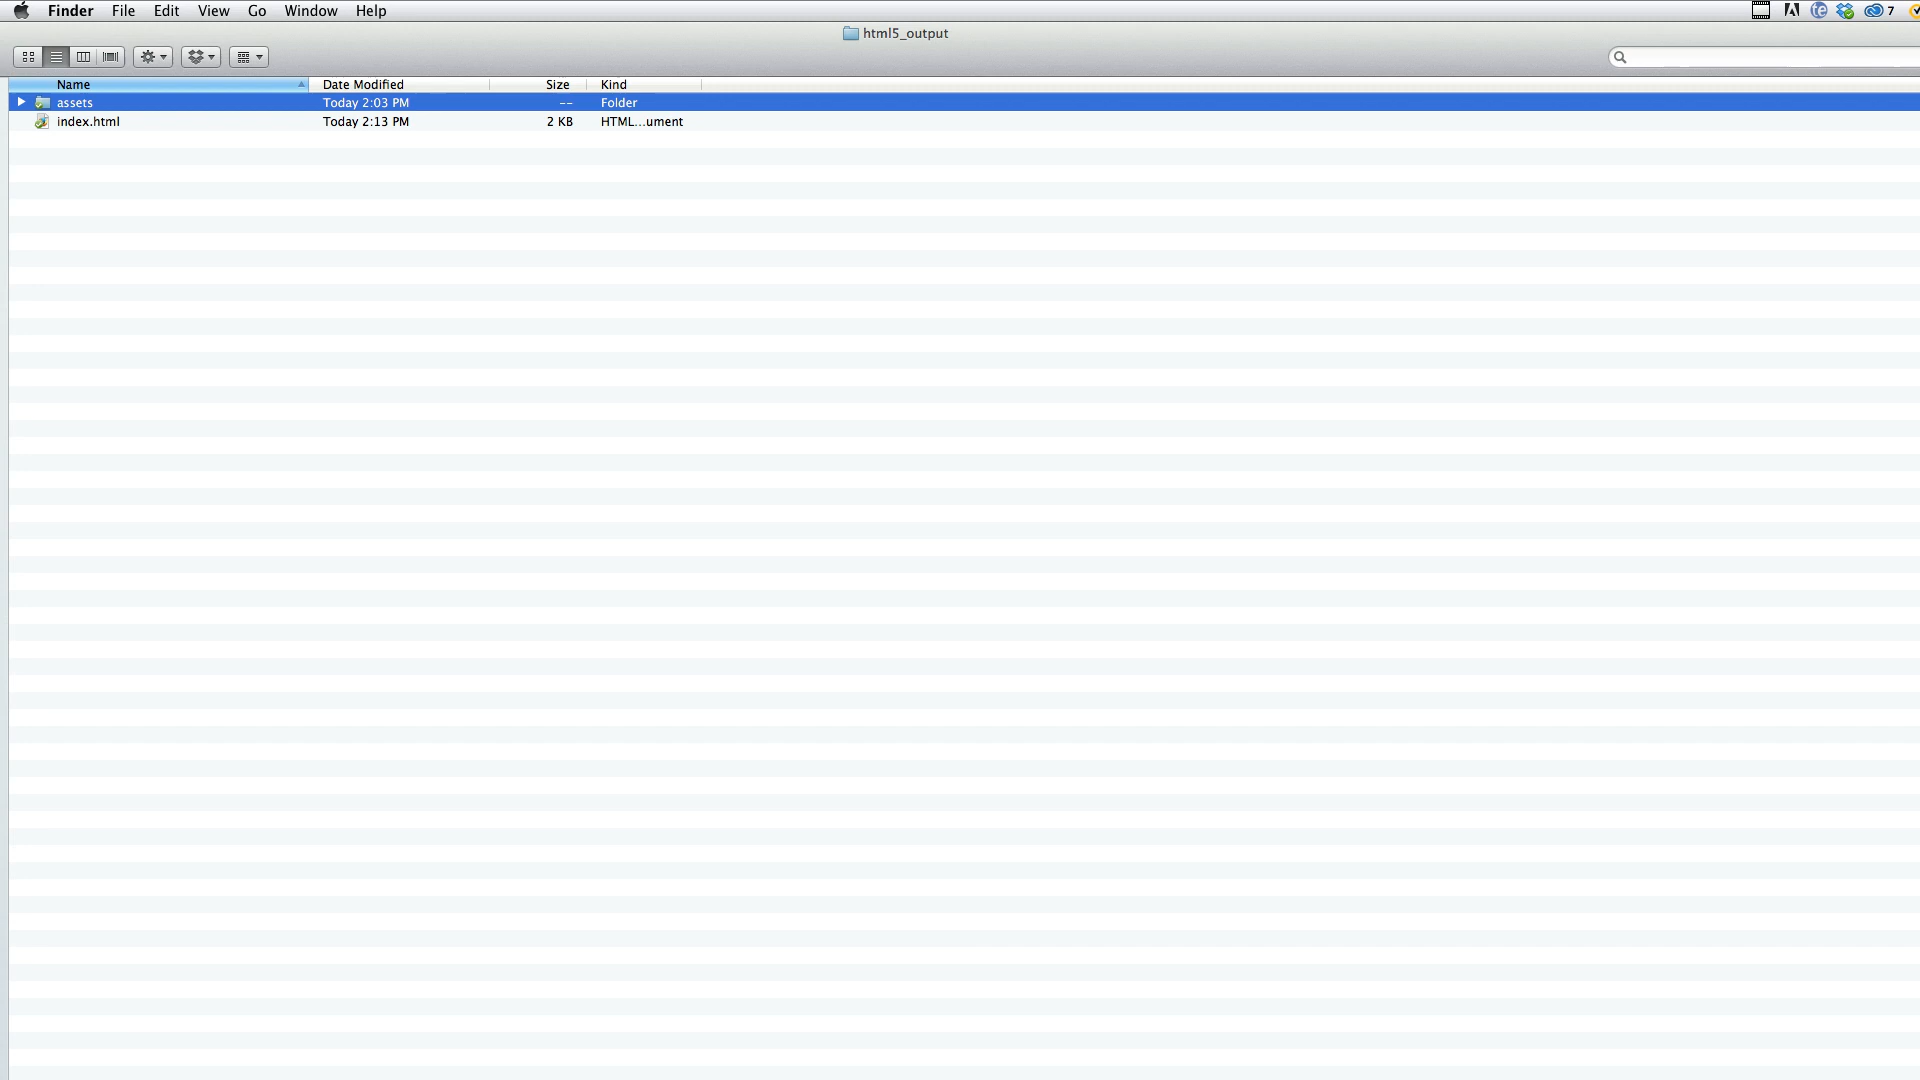 Finder File Edit View Go Window Help 7
html5_output
Name Date Modified Size Kind
assets Today 2:03 PM -- Folder
index.html Today 2:13 PM 2 KB HTML...ument